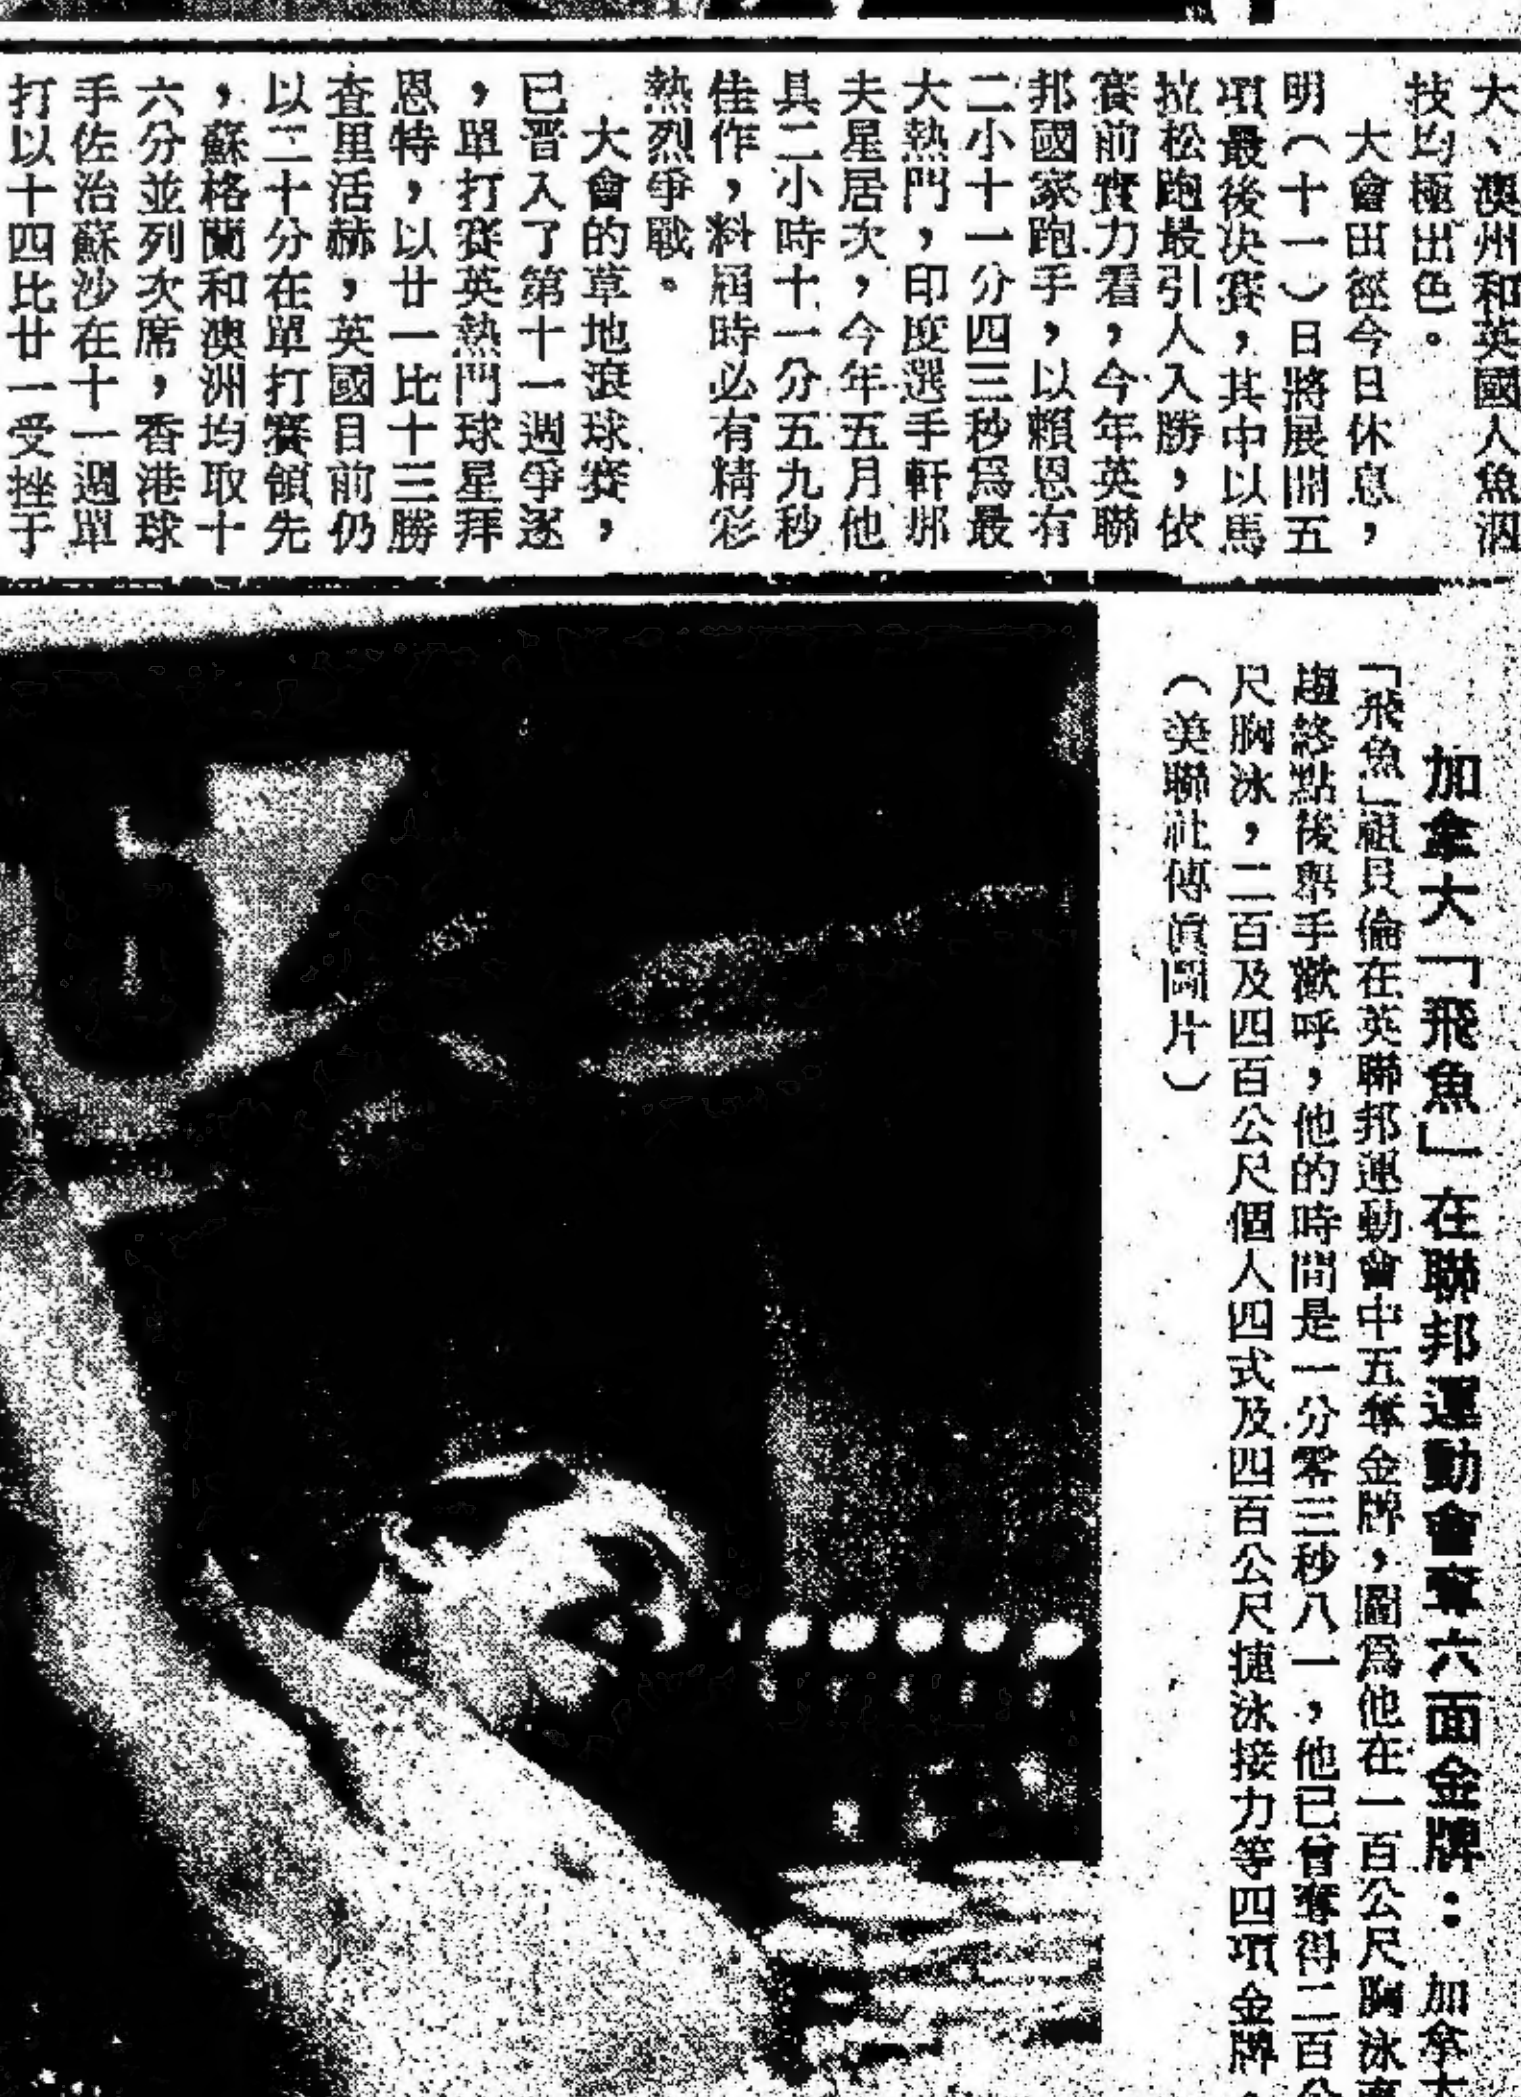 大、澳州和英國人魚泅
技均極出色。
大會田徑今日休息，
明（十一）日將展開五
項最後決賽，其中以馬
拉松跑最引人入勝，依
賽前實力看，今年英聯
邦國家跑手，以賴恩有
二小十一分四三秒爲最
大熱門，印度選手軒那
夫星居次，今年五月他
具二小時十一分五九秒
佳作，料屆時必有精彩
熱烈爭戰。
大會的草地滾球賽，
已晋入了第十一週爭逐
，單打賽英熱門球星拜
恩特，以廿一比十三勝
查里活赫，英國目前仍
以二十分在單打賽領先
，蘇格蘭和澳洲均取十
六分並列次席，香港球
手佐治蘇沙在十一週單
打以十四比廿一受挫于
加拿大「飛魚」在聯邦運動會奪六面金牌：加拿大
「飛魚」祖貝倫在英聯邦運動會中五奪金牌，圖爲他在一百公尺胸泳
趨終點後舉手歡呼，他的時間是一分零三秒八一，他已曾奪得二百
尺胸泳，二百及四百公尺個人四式及四百公尺捷泳接力等四項金牌
（美聯社傳眞圖片）